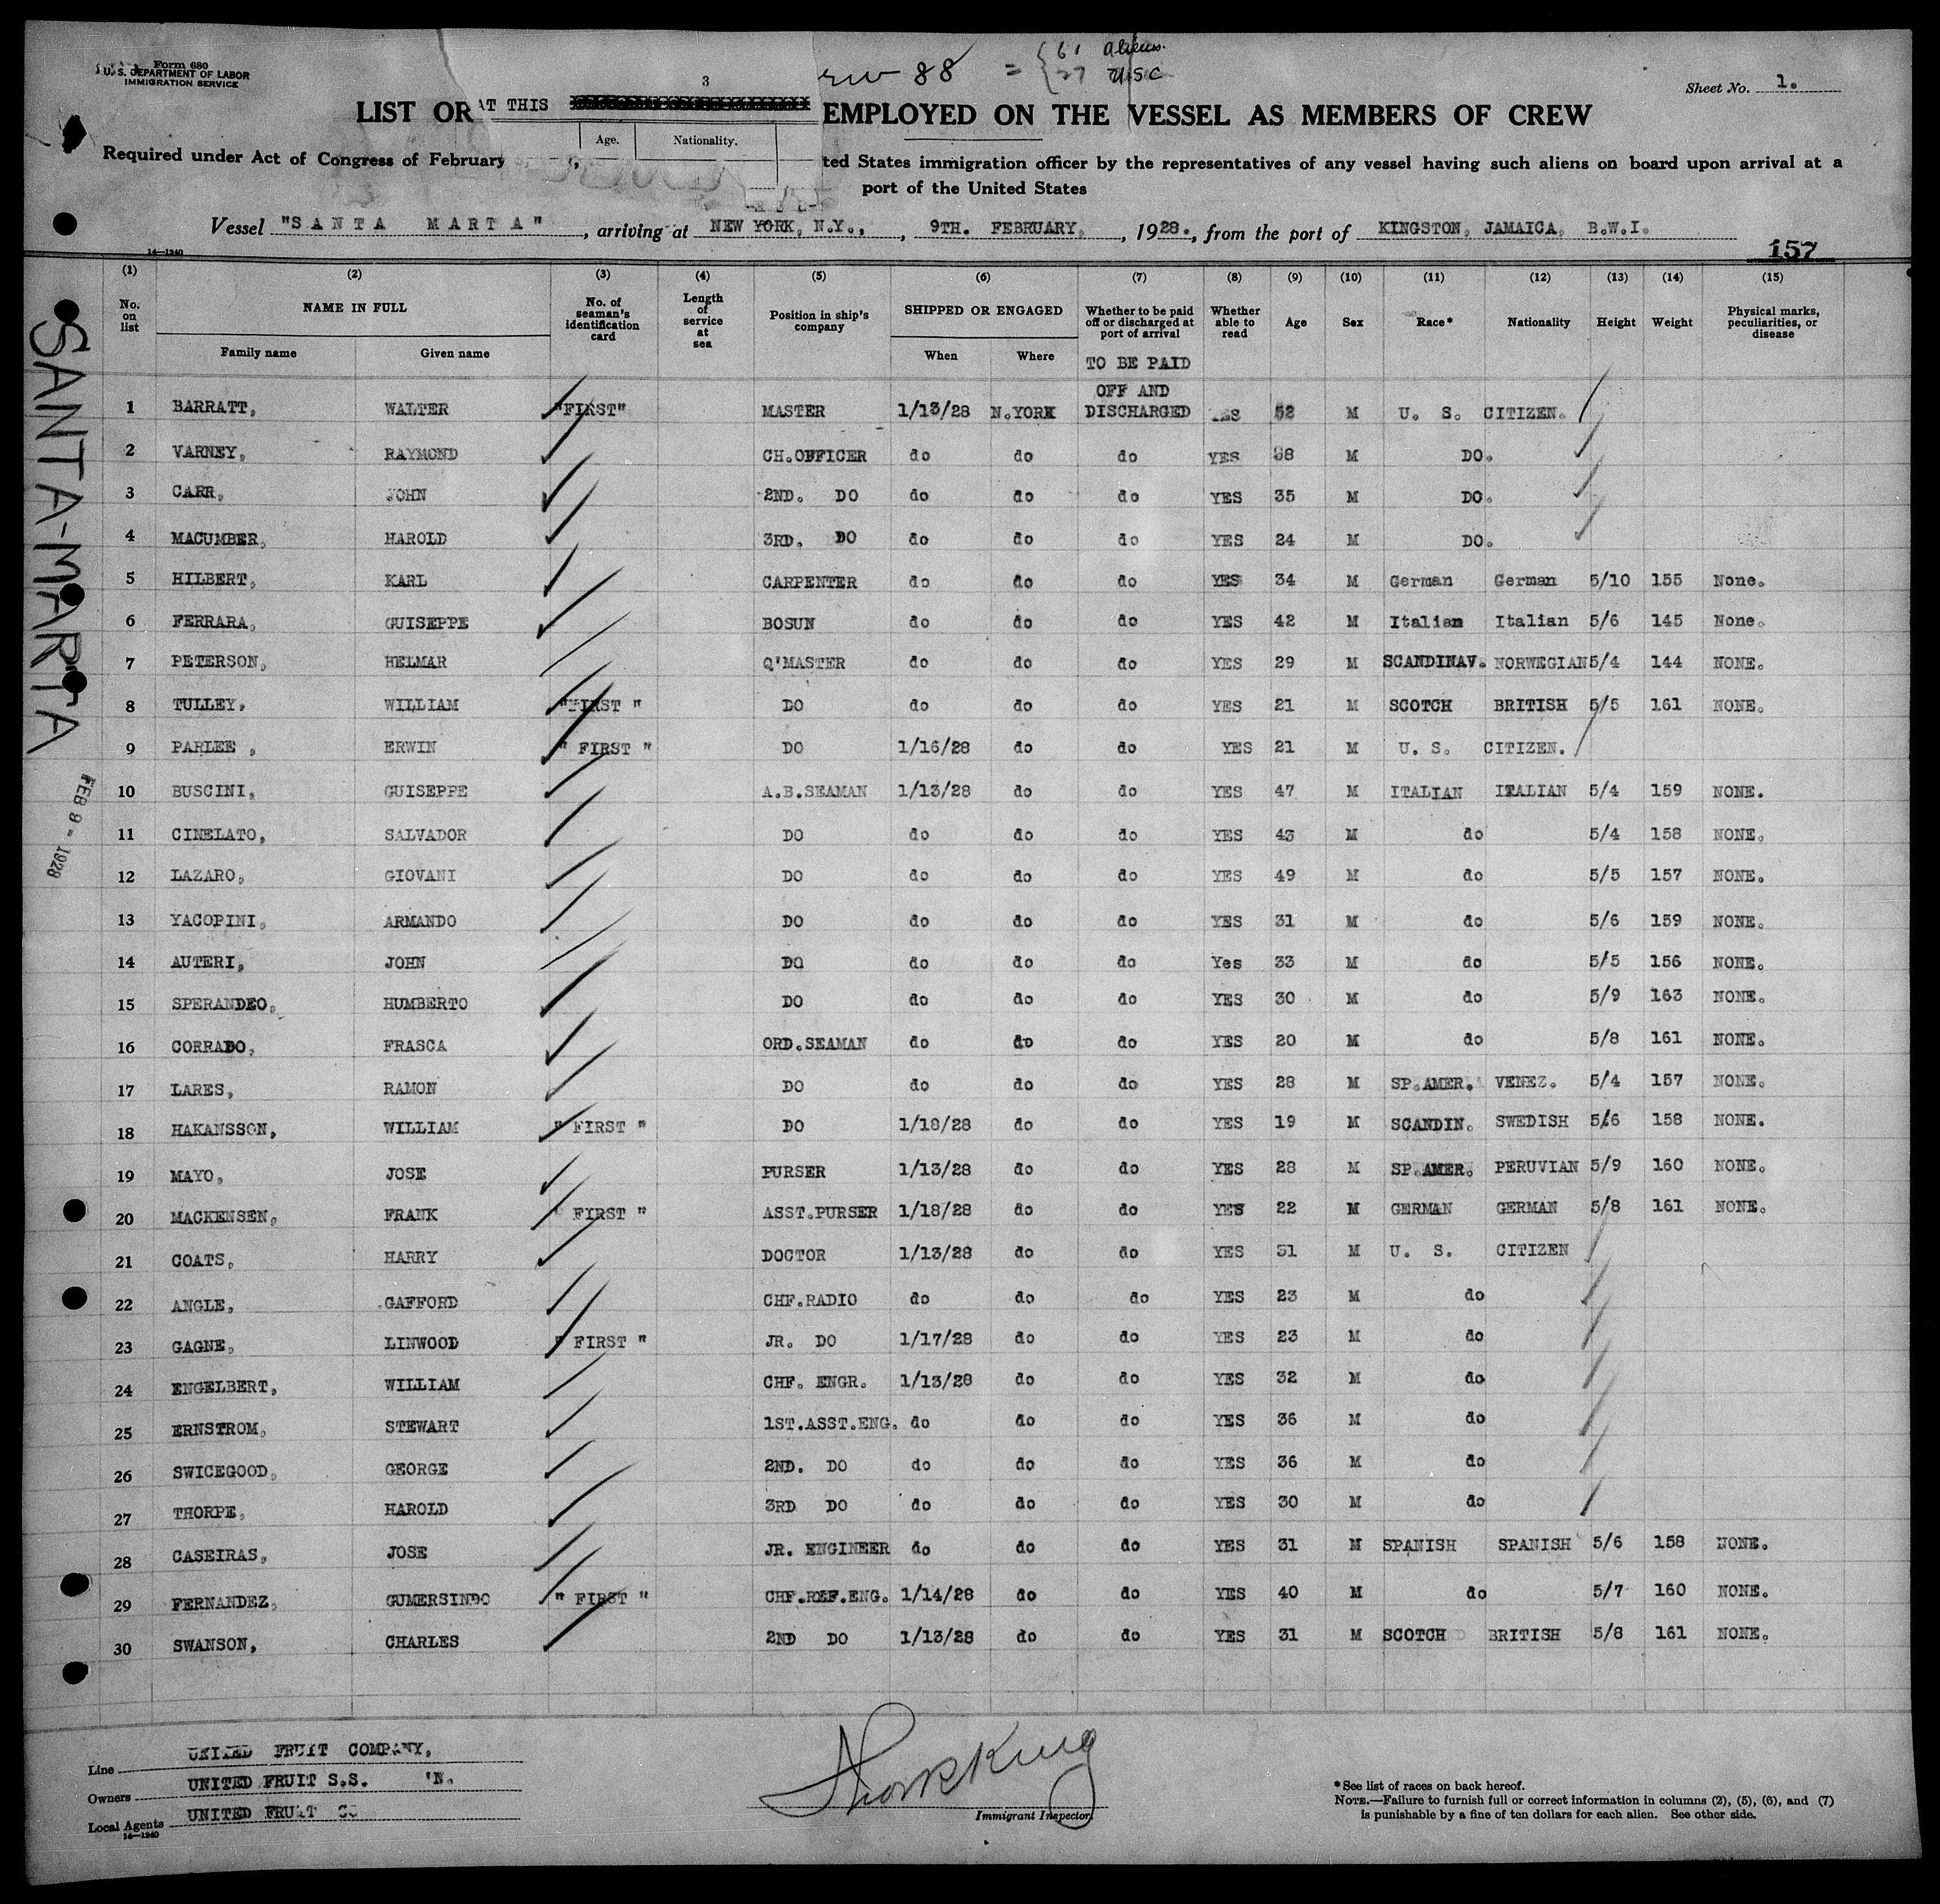 Form 680
U. S. DEPARTMENT OF LABOR
IMMIGRATION SERVICE
3
88 = { 61 aliens.
27 USC
Sheet No. 1.
LIST OR AT THIS EMPLOYED ON THE VESSEL AS MEMBERS OF CREW
Age. Nationality.
Required under Act of Congress of February ted States immigration officer by the representatives of any vessel having such aliens on board upon arrival at a
port of the United States
Vessel "SANTA MARTA", arriving at NEW YORK, N.Y., , 9TH. FEBRUARY, , 1928., from the port of KINGSTON, JAMAICA, B.W.I.
14—1240
157
(1) (2) (3) (4) (5) (6) (7) (8) (9) (10) (11) (12) (13) (14) (15)
No. on list NAME IN FULL No. of seaman's identification card Length of service at sea Position in ship's company SHIPPED OR ENGAGED Whether to be paid off or discharged at port of arrival Whether able to read Age Sex Race* Nationality Height Weight Physical marks, peculiarities, or disease
Family name Given name When Where
TO BE PAID
OFF AND
1 BARRATT, WALTER "FIRST" MASTER 1/13/28 N.YORK DISCHARGED YES 52 M U. S. CITIZEN.
2 VARNEY, RAYMOND CH.OFFICER do do do YES 38 M DO.
3 CARR, JOHN 2ND. DO do do do YES 35 M DO.
4 MACUMBER, HAROLD 3RD. DO do do do YES 24 M DO.
5 HILBERT, KARL CARPENTER do do do YES 34 M German German 5/10 155 None.
6 FERRARA, GUISEPPE BOSUN do do do YES 42 M Italian Italian 5/6 145 None.
7 PETERSON, HELMAR Q'MASTER do do do YES 29 M SCANDINAV. NORWEGIAN 5/4 144 NONE.
8 TULLEY, WILLIAM "FIRST " DO do do do YES 21 M SCOTCH BRITISH 5/5 161 NONE.
9 PARLEE , ERWIN " FIRST " DO 1/16/28 do do YES 21 M U. S. CITIZEN.
10 BUSCINI, GUISEPPE A.B.SEAMAN 1/13/28 do do YES 47 M ITALIAN ITALIAN 5/4 159 NONE.
11 CINELATO, SALVADOR DO do do do YES 43 M do 5/4 158 NONE.
12 LAZARO, GIOVANI DO do do do YES 49 M do 5/5 157 NONE.
13 YACOPINI, ARMANDO DO do do do YES 31 M do 5/6 159 NONE.
14 AUTERI, JOHN DO do do do Yes 33 M do 5/5 156 NONE.
15 SPERANDEO, HUMBERTO DO do do do YES 30 M do 5/9 163 NONE.
16 CORRADO, FRASCA ORD.SEAMAN do do do YES 20 M do 5/8 161 NONE.
17 LARES, RAMON DO do do do YES 28 M SP.AMER. VENEZ. 5/4 157 NONE.
18 HAKANSSON, WILLIAM " FIRST " DO 1/18/28 do do YES 19 M SCANDIN. SWEDISH 5/6 158 NONE.
19 MAYO, JOSE PURSER 1/13/28 do do YES 28 M SP.AMER. PERUVIAN 5/9 160 NONE.
20 MACKENSEN, FRANK " FIRST " ASST.PURSER 1/18/28 do do YES 22 M GERMAN GERMAN 5/8 161 NONE.
21 COATS, HARRY DOCTOR 1/13/28 do do YES 51 M U. S. CITIZEN
22 ANGLE, GAFFORD CHF.RADIO do do do YES 23 M do
23 GAGNE, LINWOOD " FIRST " JR. DO 1/17/28 do do YES 23 M do
24 ENGELBERT, WILLIAM CHF. ENGR. 1/13/28 do do YES 32 M do
25 ERNSTROM, STEWART 1ST.ASST.ENG. do do do YES 36 M do
26 SWICEGOOD, GEORGE 2ND. DO do do do YES 36 M do
27 THORPE, HAROLD 3RD DO do do do YES 30 M do
28 CASEIRAS, JOSE JR. ENGINEER do do do YES 31 M SPANISH SPANISH 5/6 158 NONE.
29 FERNANDEZ, GUMERSINDO " FIRST " CHF.REF.ENG. 1/14/28 do do YES 40 M do 5/7 160 NONE.
30 SWANSON, CHARLES 2ND DO 1/13/28 do do YES 31 M SCOTCH BRITISH 5/8 161 NONE.
SANTA-MARTA
FEB 9 - 1928
Line UNITED FRUIT COMPANY,
Owners UNITED FRUIT S.S. 'N.
Local Agents UNITED FRUIT CO
14—1240
Immigrant Inspector.
*See list of races on back hereof.
NOTE.—Failure to furnish full or correct information in columns (2), (5), (6), and (7)
is punishable by a fine of ten dollars for each alien. See other side.